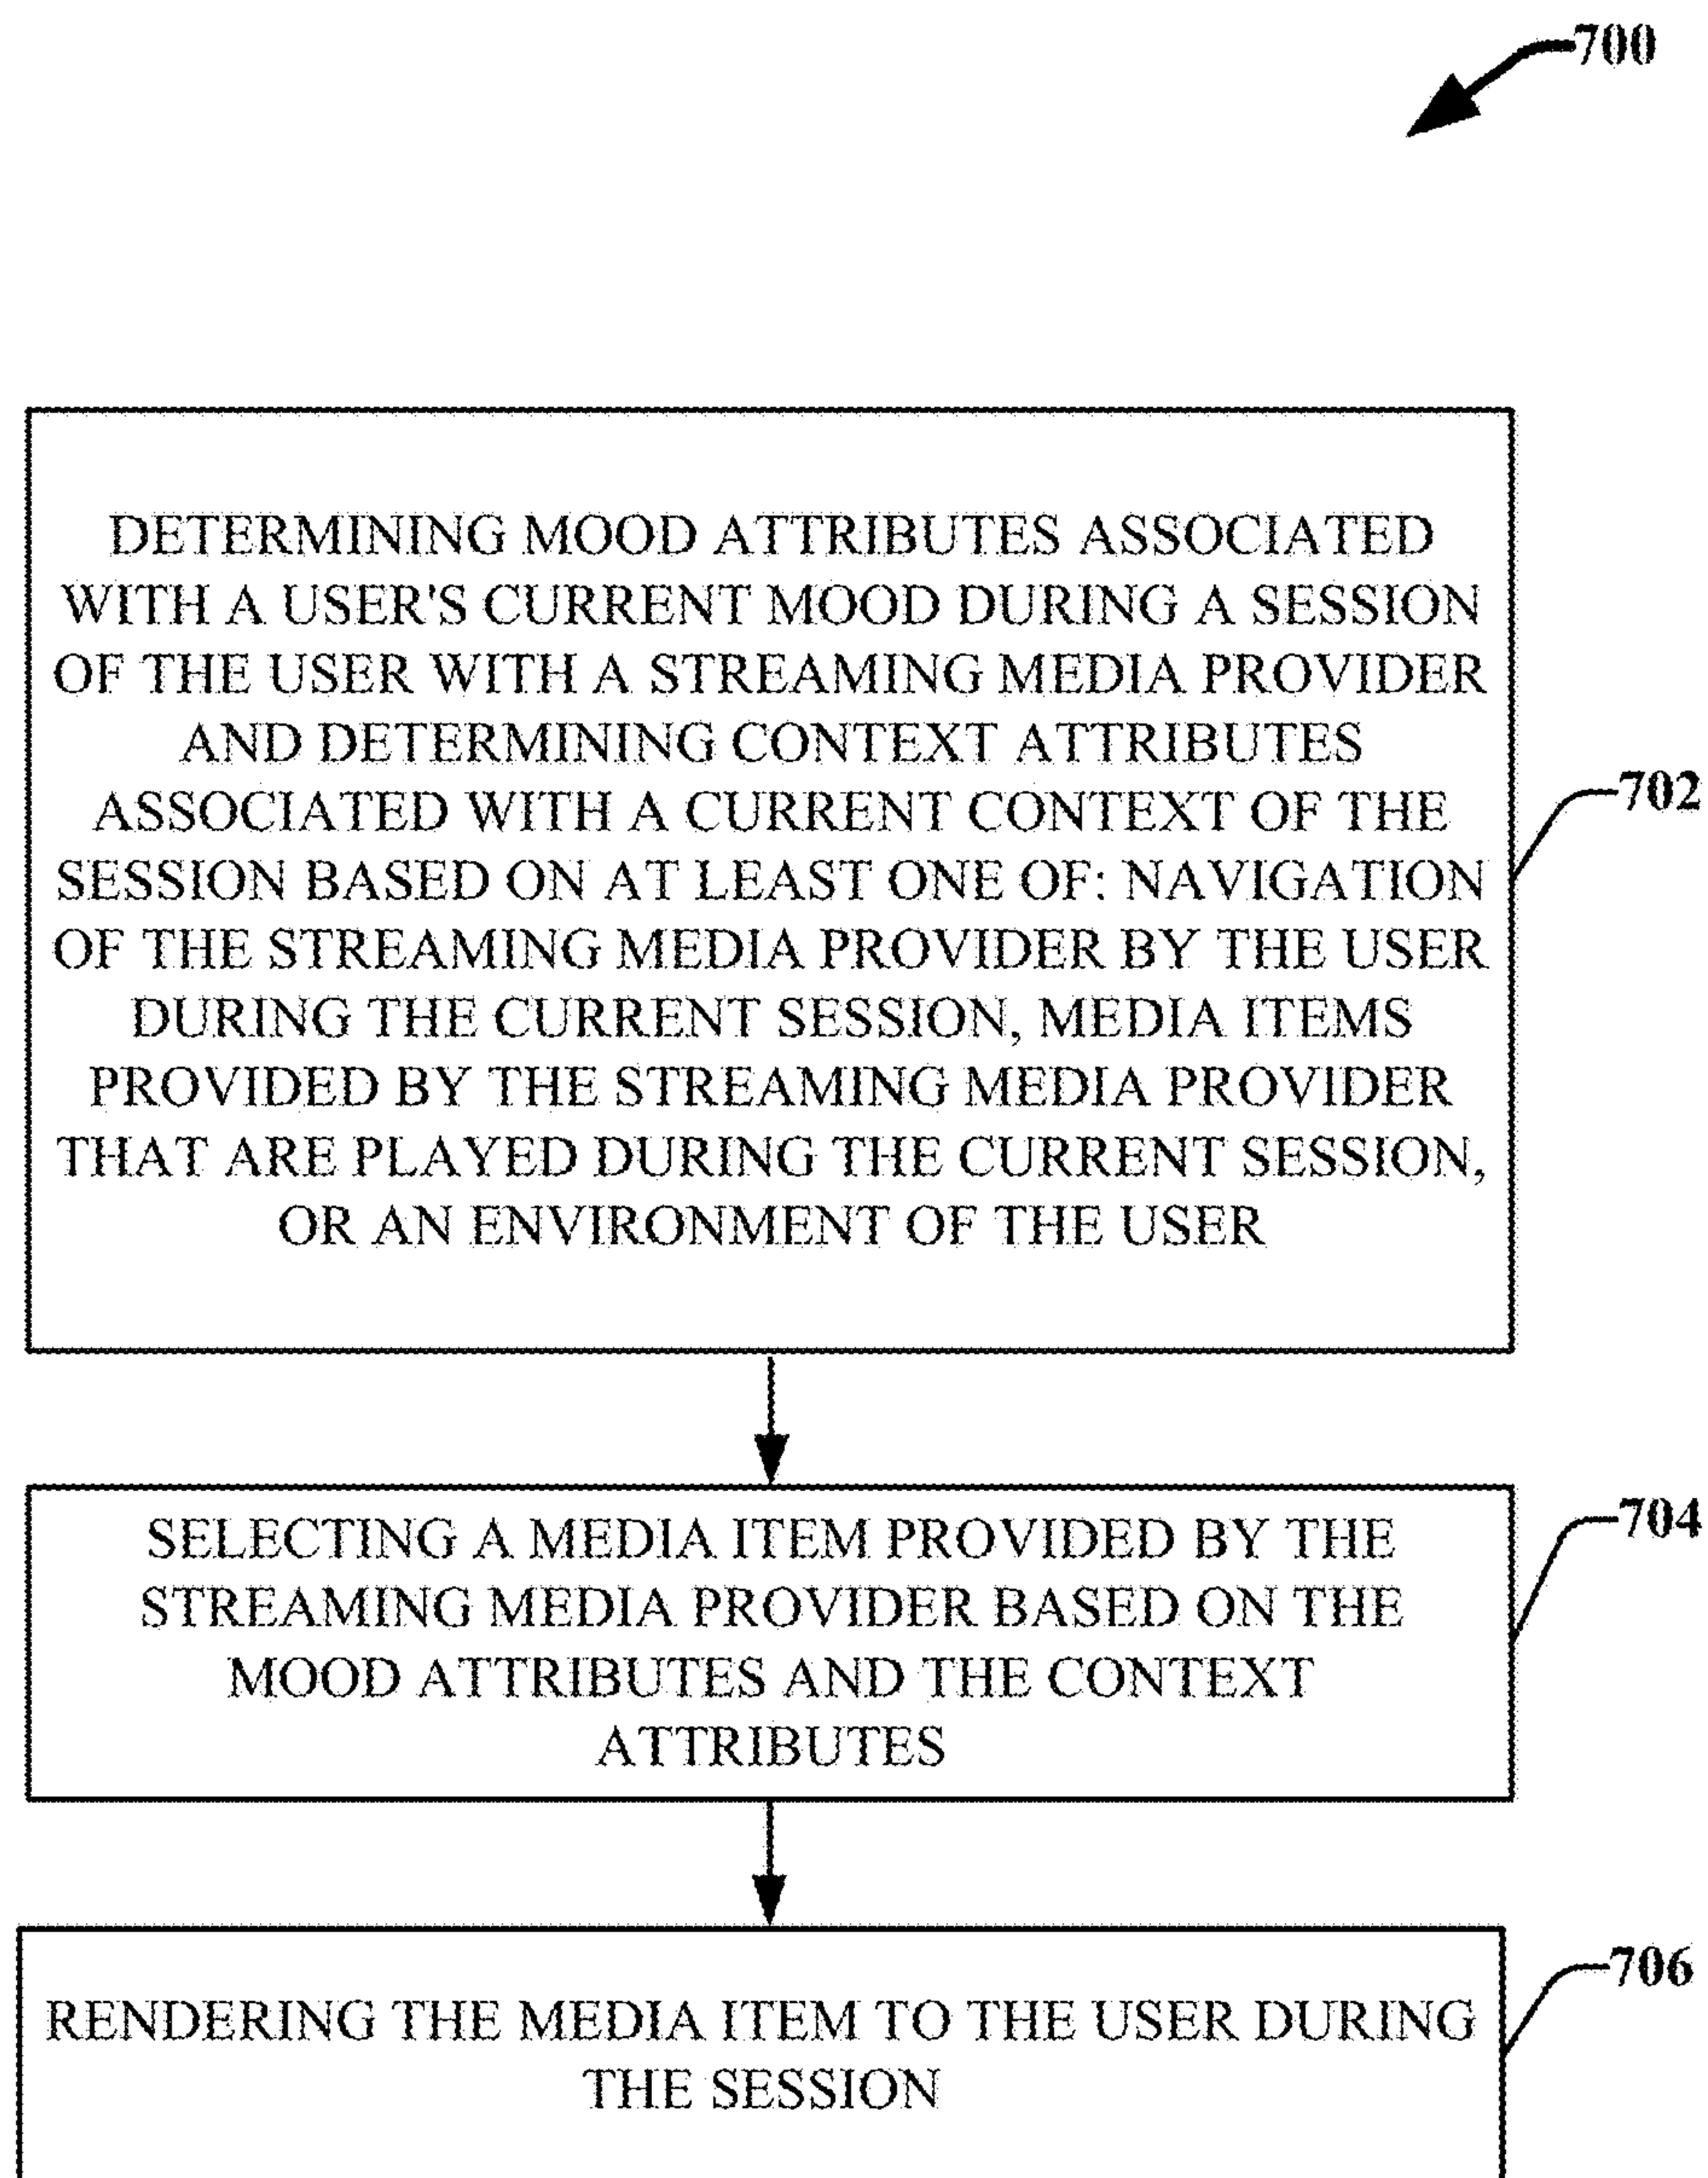 700
DETERMINING MOOD ATTRIBUTES ASSOCIATED
WITH A USER'S CURRENT MOOD DURING A SESSION
OF THE USER WITH A STREAMING MEDIA PROVIDER
AND DETERMINING CONTEXT ATTRIBUTES
ASSOCIATED WITH A CURRENT CONTEXT OF THE
SESSION BASED ON AT LEAST ONE OF: NAVIGATION
OF THE STREAMING MEDIA PROVIDER BY THE USER
DURING THE CURRENT SESSION, MEDIA ITEMS
PROVIDED BY THE STREAMING MEDIA PROVIDER
THAT ARE PLAYED DURING THE CURRENT SESSION,
OR AN ENVIRONMENT OF THE USER
702
SELECTING A MEDIA ITEM PROVIDED BY THE
STREAMING MEDIA PROVIDER BASED ON THE
MOOD ATTRIBUTES AND THE CONTEXT
ATTRIBUTES
704
RENDERING THE MEDIA ITEM TO THE USER DURING
THE SESSION
706